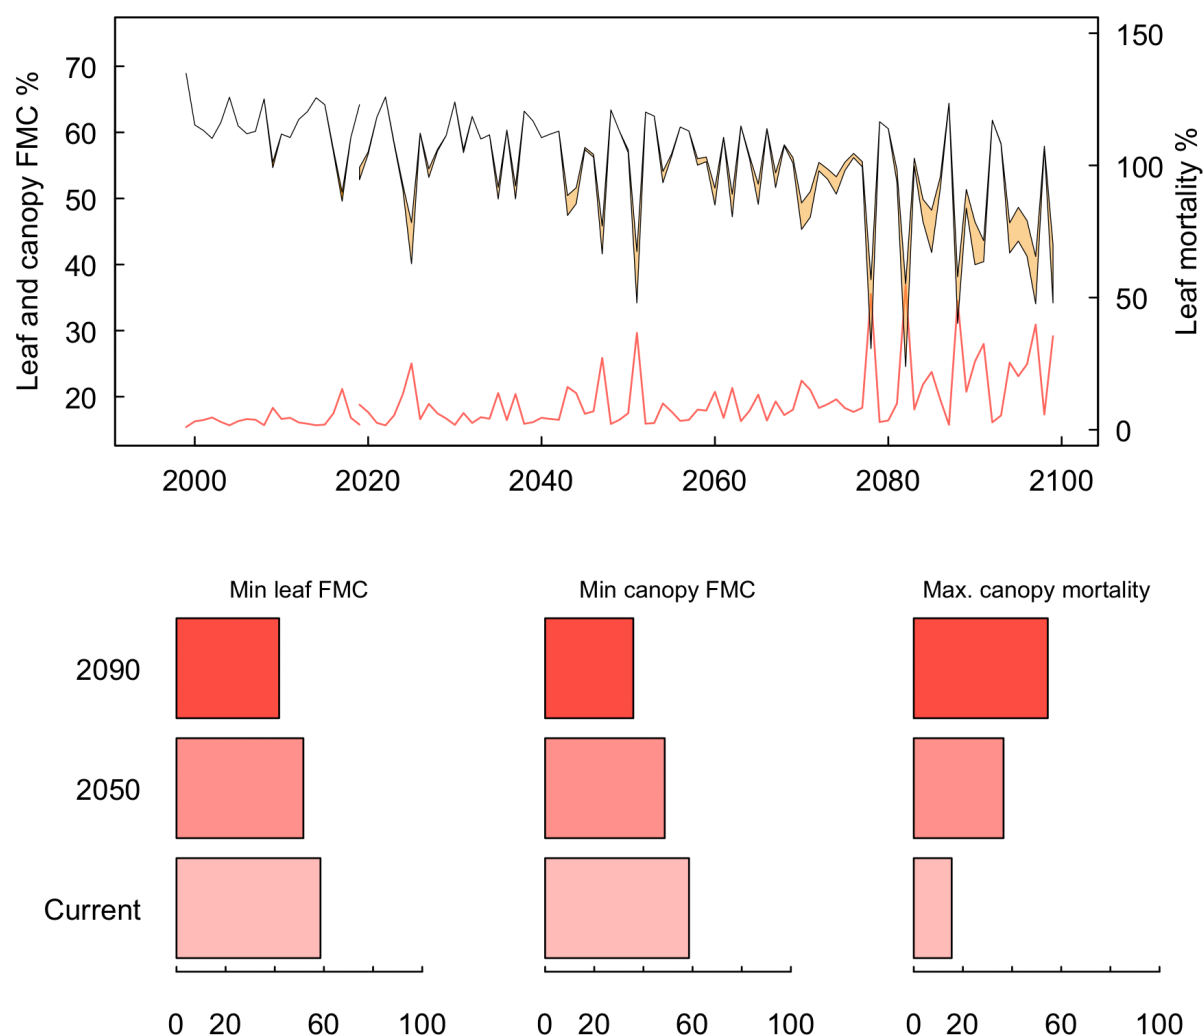 Leaf and canopy FMC %
70
60
50
40
30
20
150
100
50
0
Leaf mortality %
2000 2020 2040 2060 2080 2100
Min leaf FMC
Min canopy FMC
Max. canopy mortality
2090
2050
Current
0 20 60 100
0 20 60 100
0 20 60 100